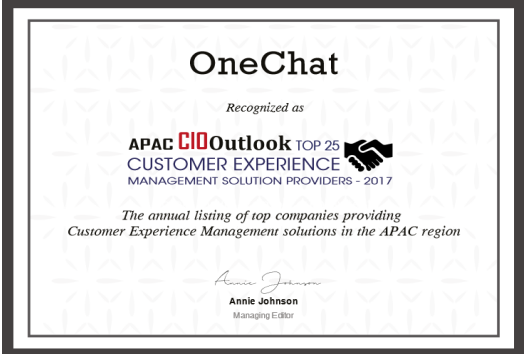 OneChat
Recognized as
APAC CIOOutlook TOP 25
CUSTOMER EXPERIENCE
MANAGEMENT SOLUTION PROVIDERS - 2017
The annual listing of top companies providing
Customer Experience Management solutions in the APAC region
Annie Johnson
Annie Johnson
Managing Editor